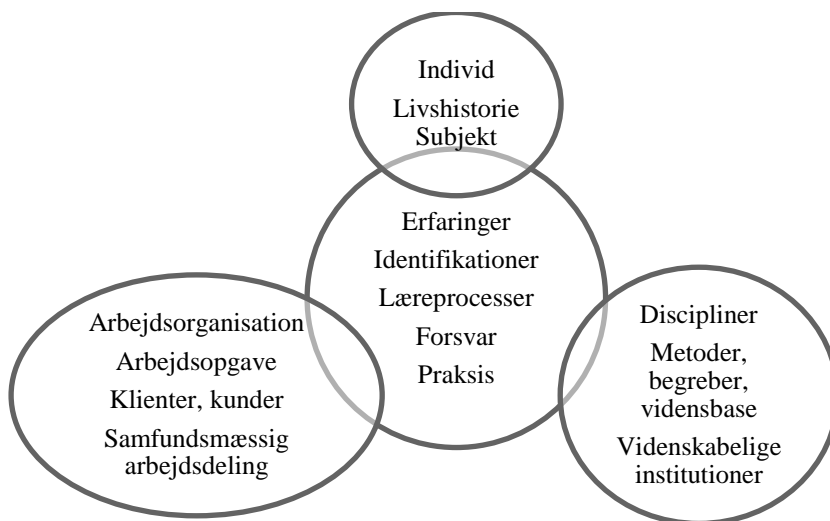 Individ
Livshistorie
Subjekt
Erfaringer
Identifikationer
Læreprocesser
Forsvar
Praksis
Arbejdsorganisation
Arbejdsopgave
Klienter, kunder
Samfundsmæssig
arbejdsdeling
Discipliner
Metoder,
begreber,
vidensbase
Videnskabelige
institutioner